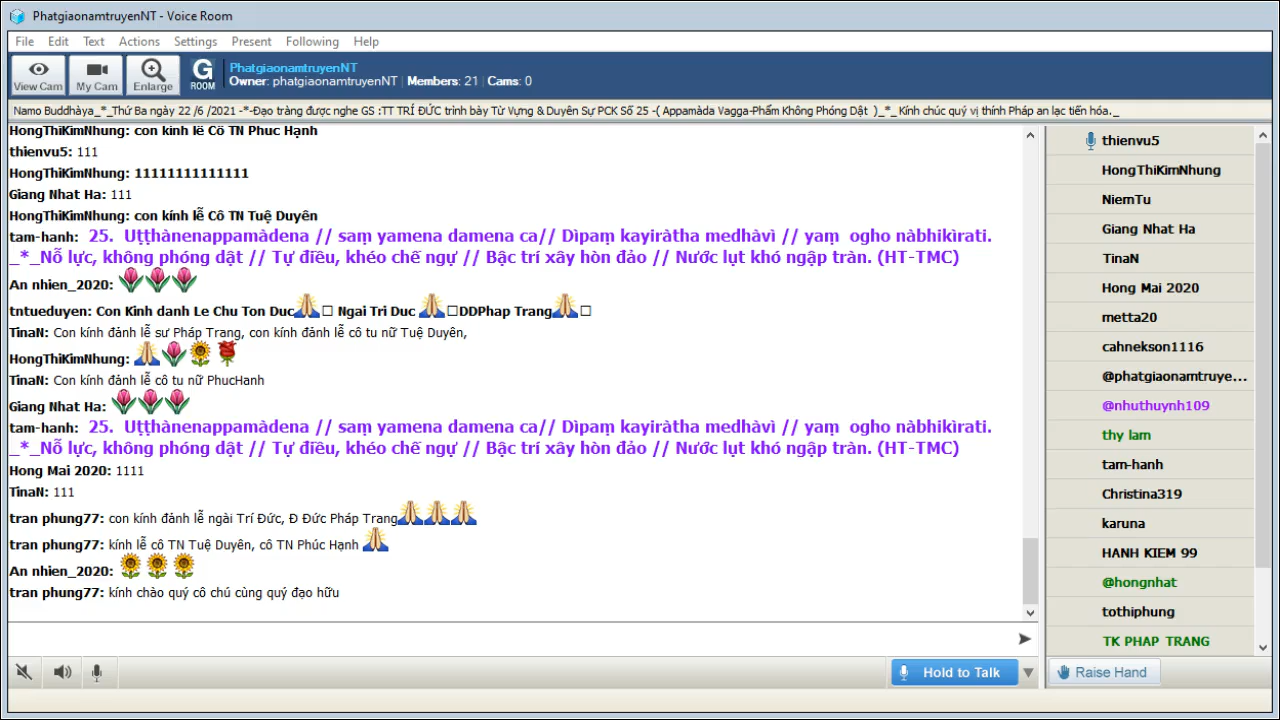 PhatgiaonamtruyenNT - Voice Room
File Edit Text Actions Settings Present Following Help
View Cam My Cam Enlarge G ROOM
PhatgiaonamtruyenNT
Owner: phatgiaonamtruyenNT Members: 21 Cams: 0
Namo Buddhàya_*_Thứ Ba ngày 22 /6 /2021 -*-Đạo tràng được nghe GS :TT TRÍ ĐỨC trình bày Từ Vựng & Duyên Sự PCK Số 25 -( Appamàda Vagga-Phẩm Không Phóng Dật )_*_ Kính chúc quý vị thính Pháp an lạc tiến hóa._
HongThiKimNhung: con kinh lê Cô TN Phuc Hạnh
thienvu5: 111
HongThiKimNhung: 11111111111111
Giang Nhat Ha: 111
HongThiKimNhung: con kính lễ Cô TN Tuệ Duyên
tam-hanh: 25. Uṭṭhànenappamàdena // saṃ yamena damena ca// Dìpaṃ kayiràtha medhàvì // yaṃ ogho nàbhikìrati.
_*_Nỗ lực, không phóng dật // Tự điều, khéo chế ngự // Bậc trí xây hòn đảo // Nước lụt khó ngập tràn. (HT-TMC)
An nhien_2020:
tntueduyen: Con Kinh danh Le Chu Ton Duc Ngai Tri Duc DDPhap Trang
TinaN: Con kính đảnh lễ sư Pháp Trang, con kính đảnh lễ cô tu nữ Tuệ Duyên,
HongThiKimNhung:
TinaN: Con kính đảnh lễ cô tu nữ PhucHanh
Giang Nhat Ha:
tam-hanh: 25. Uṭṭhànenappamàdena // saṃ yamena damena ca// Dìpaṃ kayiràtha medhàvì // yaṃ ogho nàbhikìrati.
_*_Nỗ lực, không phóng dật // Tự điều, khéo chế ngự // Bậc trí xây hòn đảo // Nước lụt khó ngập tràn. (HT-TMC)
Hong Mai 2020: 1111
TinaN: 111
tran phung77: con kính đảnh lễ ngài Trí Đức, Đ Đức Pháp Trang
tran phung77: kính lễ cô TN Tuệ Duyên, cô TN Phúc Hạnh
An nhien_2020:
tran phung77: kính chào quý cô chú cùng quý đạo hữu
thienvu5
HongThiKimNhung
NiemTu
Giang Nhat Ha
TinaN
Hong Mai 2020
metta20
cahnekson1116
@phatgiaonamtruye...
@nhuthuynh109
thy lam
tam-hanh
Christina319
karuna
HANH KIEM 99
@hongnhat
tothiphung
TK PHAP TRANG
Hold to Talk
Raise Hand